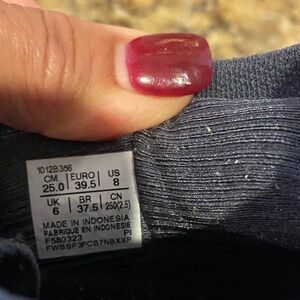 1012B356
CM EURO US
25.0 39.5 8
UK BR CN
6 37.5 250(2.5)
MADE IN INDONESIA
FABRIQUE EN INDONESIE
F580323 PI